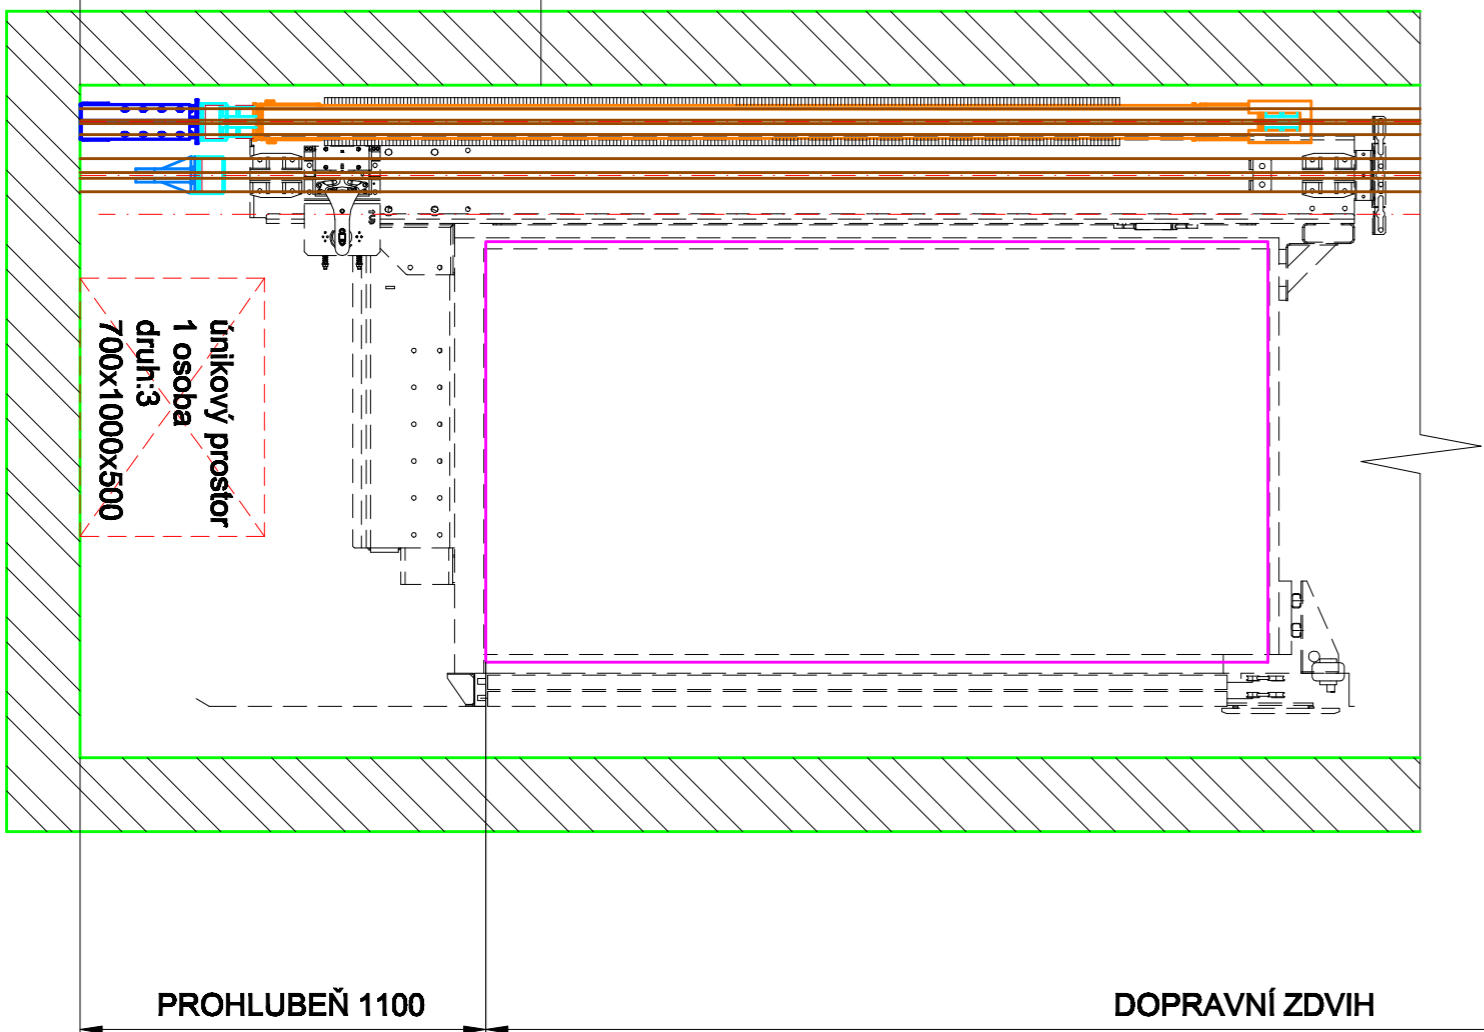 únikový prostor
1 osoba
druh:3
700x1000x500
PROHLUBEŇ 1100
DOPRAVNÍ ZDVIH